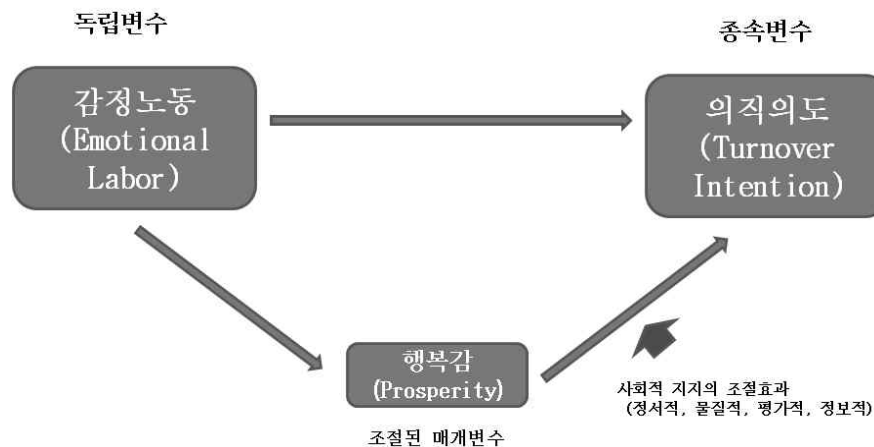 독립변수
종속변수
감정노동
(Emotional
Labor)
의직의도
(Turnover
Intention)
행복감
(Prosperity)
조절된 매개변수
사회적 지지의 조절효과
(정서적, 물질적, 평가적, 정보적)